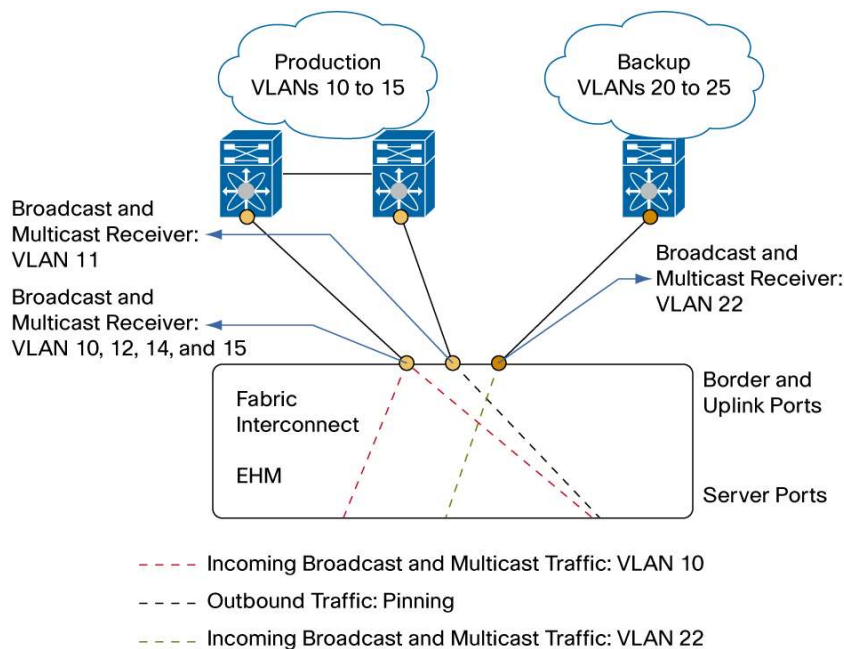 Production
VLANs 10 to 15
Backup
VLANs 20 to 25
Broadcast and
Multicast Receiver:
VLAN 11
Broadcast and
Multicast Receiver:
VLAN 22
Broadcast and
Multicast Receiver:
VLAN 10, 12, 14, and 15
Fabric
Interconnect
EHM
Border and
Uplink Ports
Server Ports
Incoming Broadcast and Multicast Traffic: VLAN 10
Outbound Traffic: Pinning
Incoming Broadcast and Multicast Traffic: VLAN 22